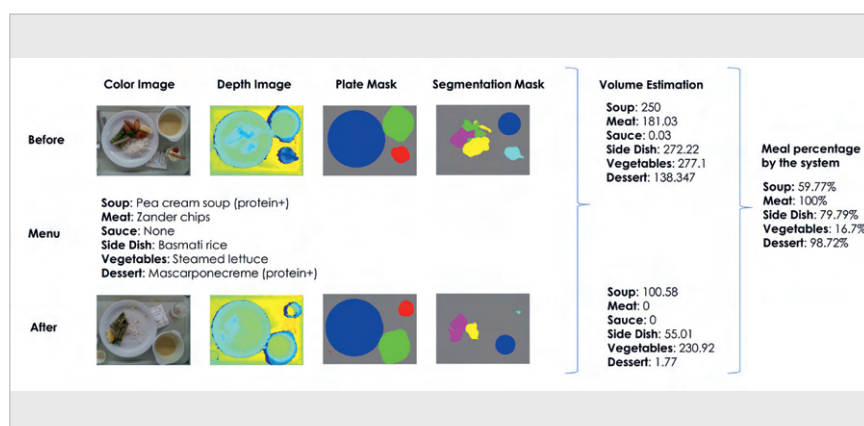 Color Image
Depth Image
Plate Mask
Segmentation Mask
Volume Estimation
Before
Soup: 250
Meat: 181.03
Sauce: 0.03
Side Dish: 272.22
Vegetables: 277.1
Dessert: 138.347
Meal percentage
by the system
Soup: 59.77%
Meat: 100%
Side Dish: 79.79%
Vegetables: 16.7%
Dessert: 98.72%
Menu
Soup: Pea cream soup (protein+)
Meat: Zander chips
Sauce: None
Side Dish: Basmati rice
Vegetables: Steamed lettuce
Dessert: Mascarponecreme (protein+)
After
Soup: 100.58
Meat: 0
Sauce: 0
Side Dish: 55.01
Vegetables: 230.92
Dessert: 1.77